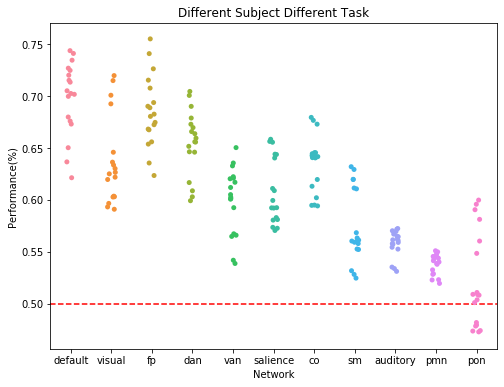 Different Subject Different Task
Performance(%)
0.75
0.70
0.65
0.60
0.55
0.50
default visual fp dan van salience co sm auditory pmn pon
Network